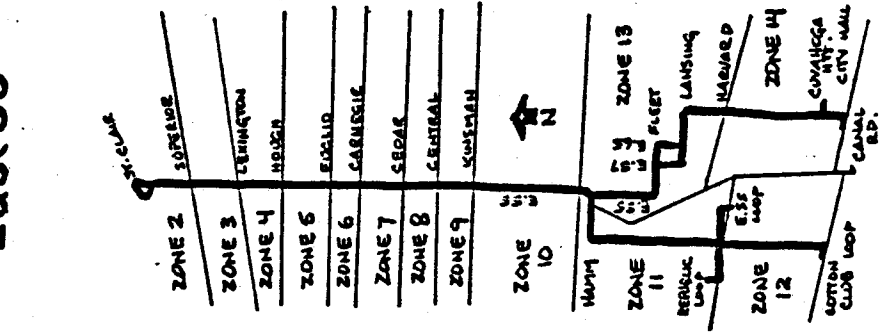 ST. CLAIR
SUPERIOR
LEXINGTON
HOUGH
EUCLID
CARNEGIE
CEDAR
CENTRAL
KINSMAN
N
ZONE 13
FLEET
LANSING
HARVARD
ZONE 14
CUYAHOGA
HTS.
CITY HALL
CANAL
RD.
ZONE 2
ZONE 3
ZONE 4
ZONE 5
ZONE 6
ZONE 7
ZONE 8
ZONE 9
E.55
ZONE
10
HAMM
ZONE
11
E.55
LOOP
ZONE
12
COTTON
CLUB LOOP